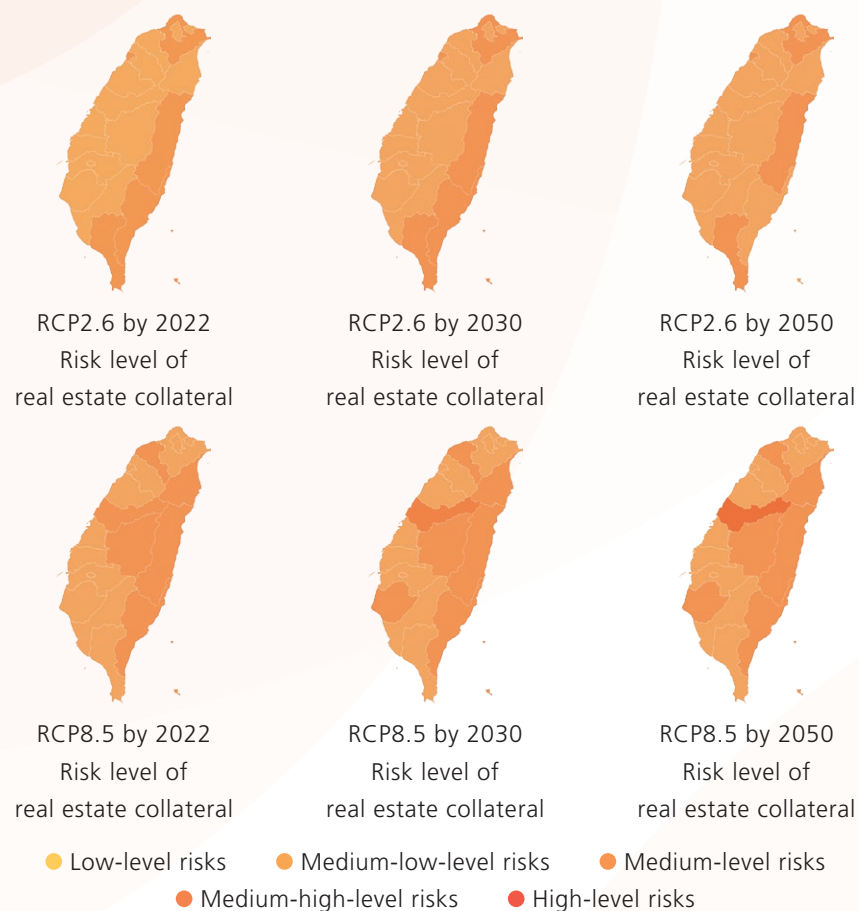 RCP2.6 by 2022
Risk level of
real estate collateral
RCP2.6 by 2030
Risk level of
real estate collateral
RCP2.6 by 2050
Risk level of
real estate collateral
RCP8.5 by 2022
Risk level of
real estate collateral
RCP8.5 by 2030
Risk level of
real estate collateral
RCP8.5 by 2050
Risk level of
real estate collateral
Low-level risks
Medium-low-level risks
Medium-level risks
Medium-high-level risks
High-level risks